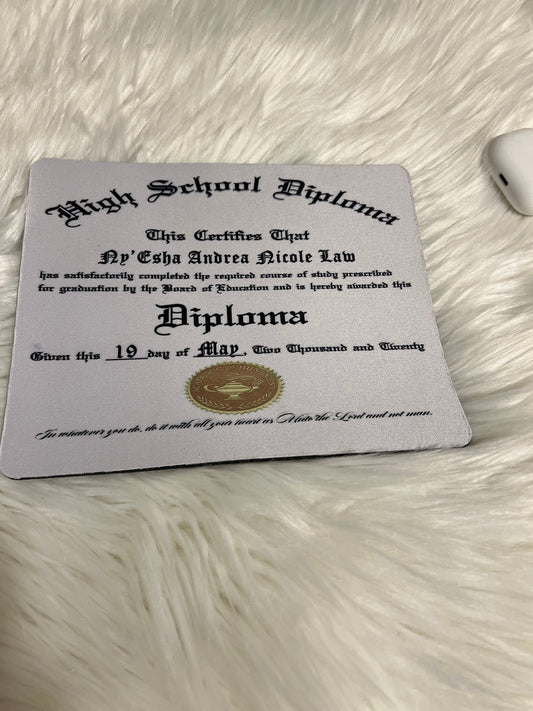 High School Diploma
This Certifies That
Ny'Esha Andrea Nicole Law
has satisfactorily completed the required course of study prescribed
for graduation by the Board of Education and is hereby awarded this
Diploma
Given this 19 day of May, Two Thousand and Twenty
In whatever you do, do it with all your heart as Unto the Lord and not man.